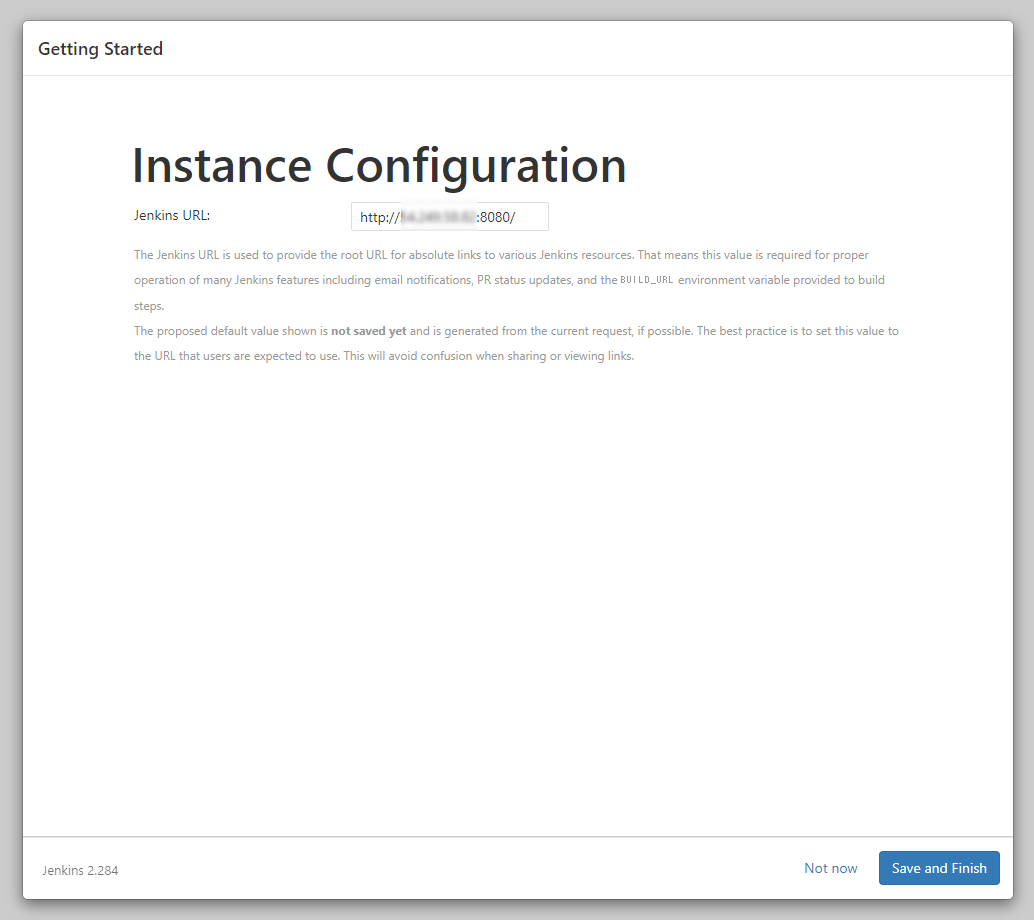 Getting Started
Instance Configuration
Jenkins URL:
http:// :8080/
The Jenkins URL is used to provide the root URL for absolute links to various Jenkins resources. That means this value is required for proper
operation of many Jenkins features including email notifications, PR status updates, and the BUILD_URL environment variable provided to build
steps.
The proposed default value shown is not saved yet and is generated from the current request, if possible. The best practice is to set this value to
the URL that users are expected to use. This will avoid confusion when sharing or viewing links.
Jenkins 2.284
Not now
Save and Finish